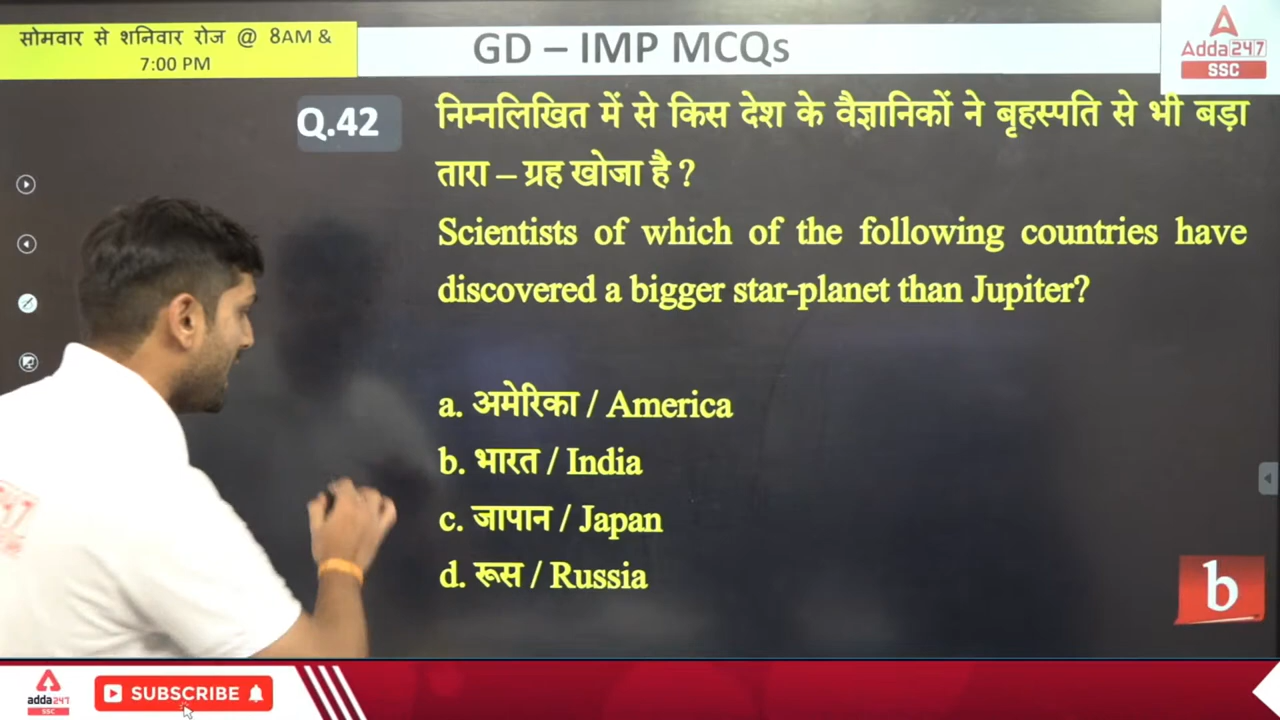 सोमवार से शनिवार रोज @ 8AM &
7:00 PM
GD – IMP MCQs
Adda247
SSC
Q.42
निम्नलिखित में से किस देश के वैज्ञानिकों ने बृहस्पति से भी बड़ा
तारा – ग्रह खोजा है ?
Scientists of which of the following countries have
discovered a bigger star-planet than Jupiter?
a. अमेरिका / America
b. भारत / India
c. जापान / Japan
d. रूस / Russia
b
adda247
SSC
SUBSCRIBE